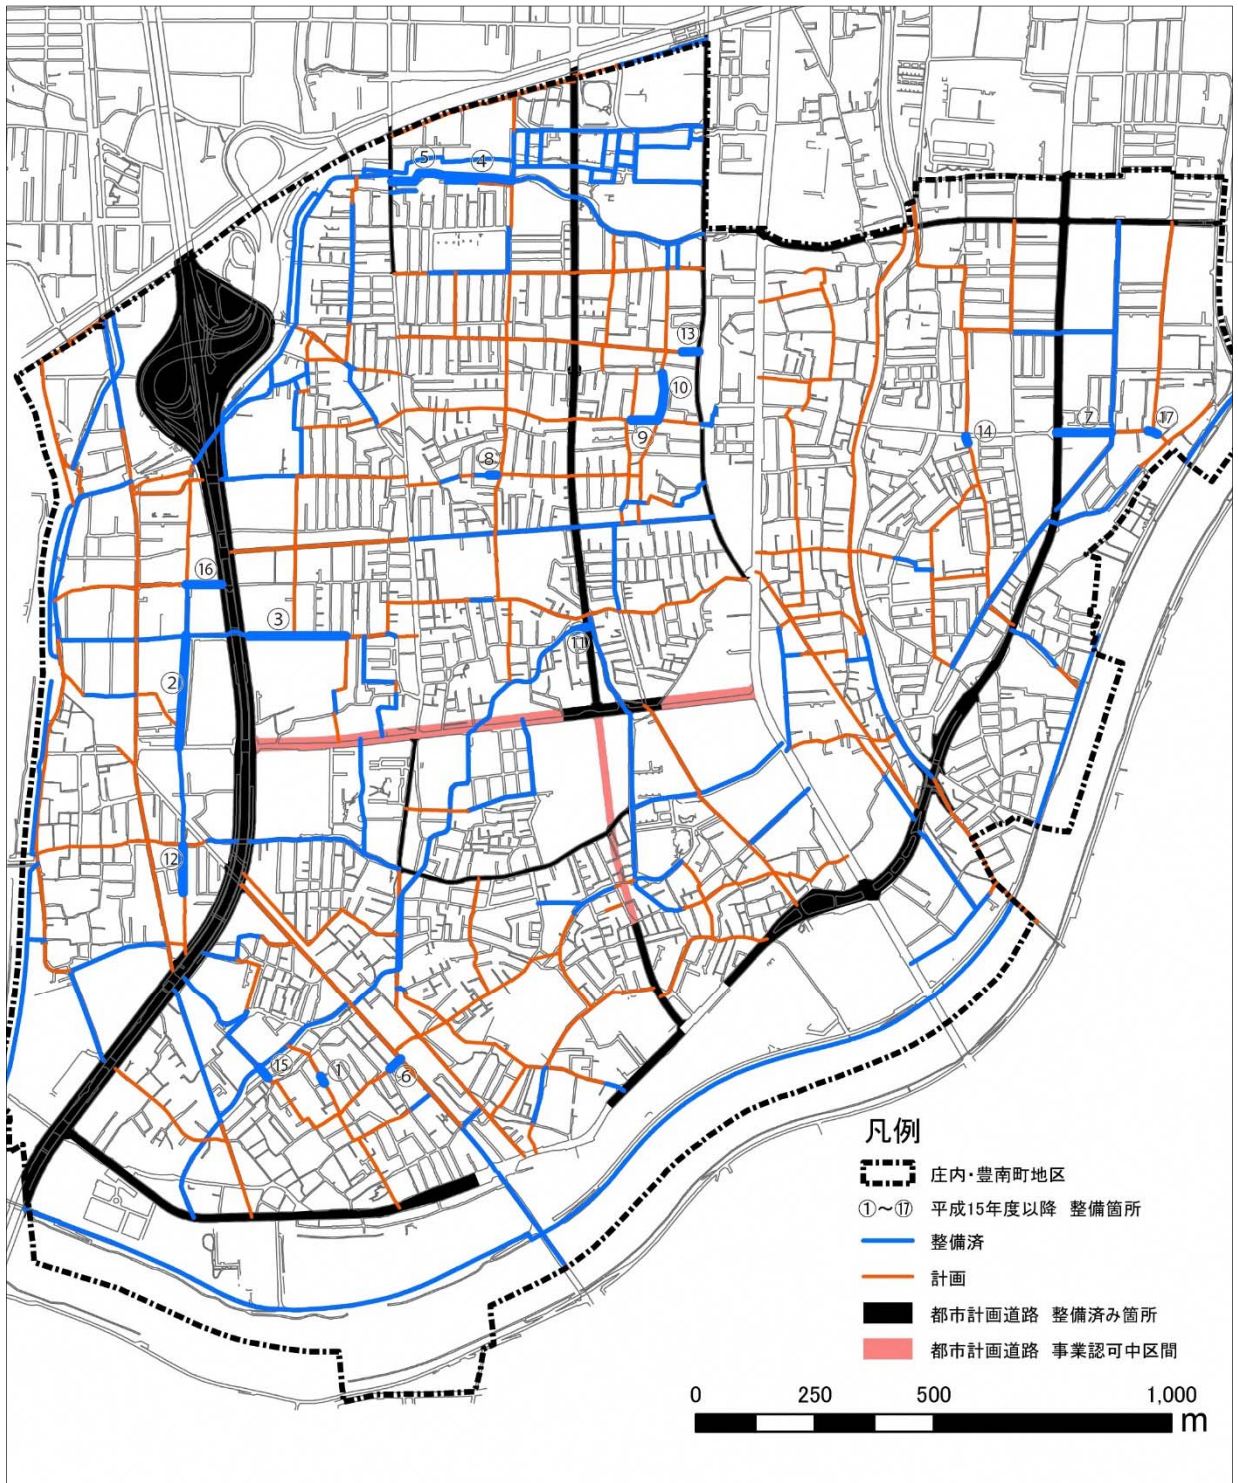 ⑤
④
⑬
⑩
⑨
⑭
⑦
⑰
⑧
⑯
③
⑪
②
⑫
⑮
①
⑥
凡例
庄内・豊南町地区
①～⑰ 平成15年度以降 整備箇所
整備済
計画
都市計画道路 整備済み箇所
都市計画道路 事業認可中区間
0 250 500 1,000
m